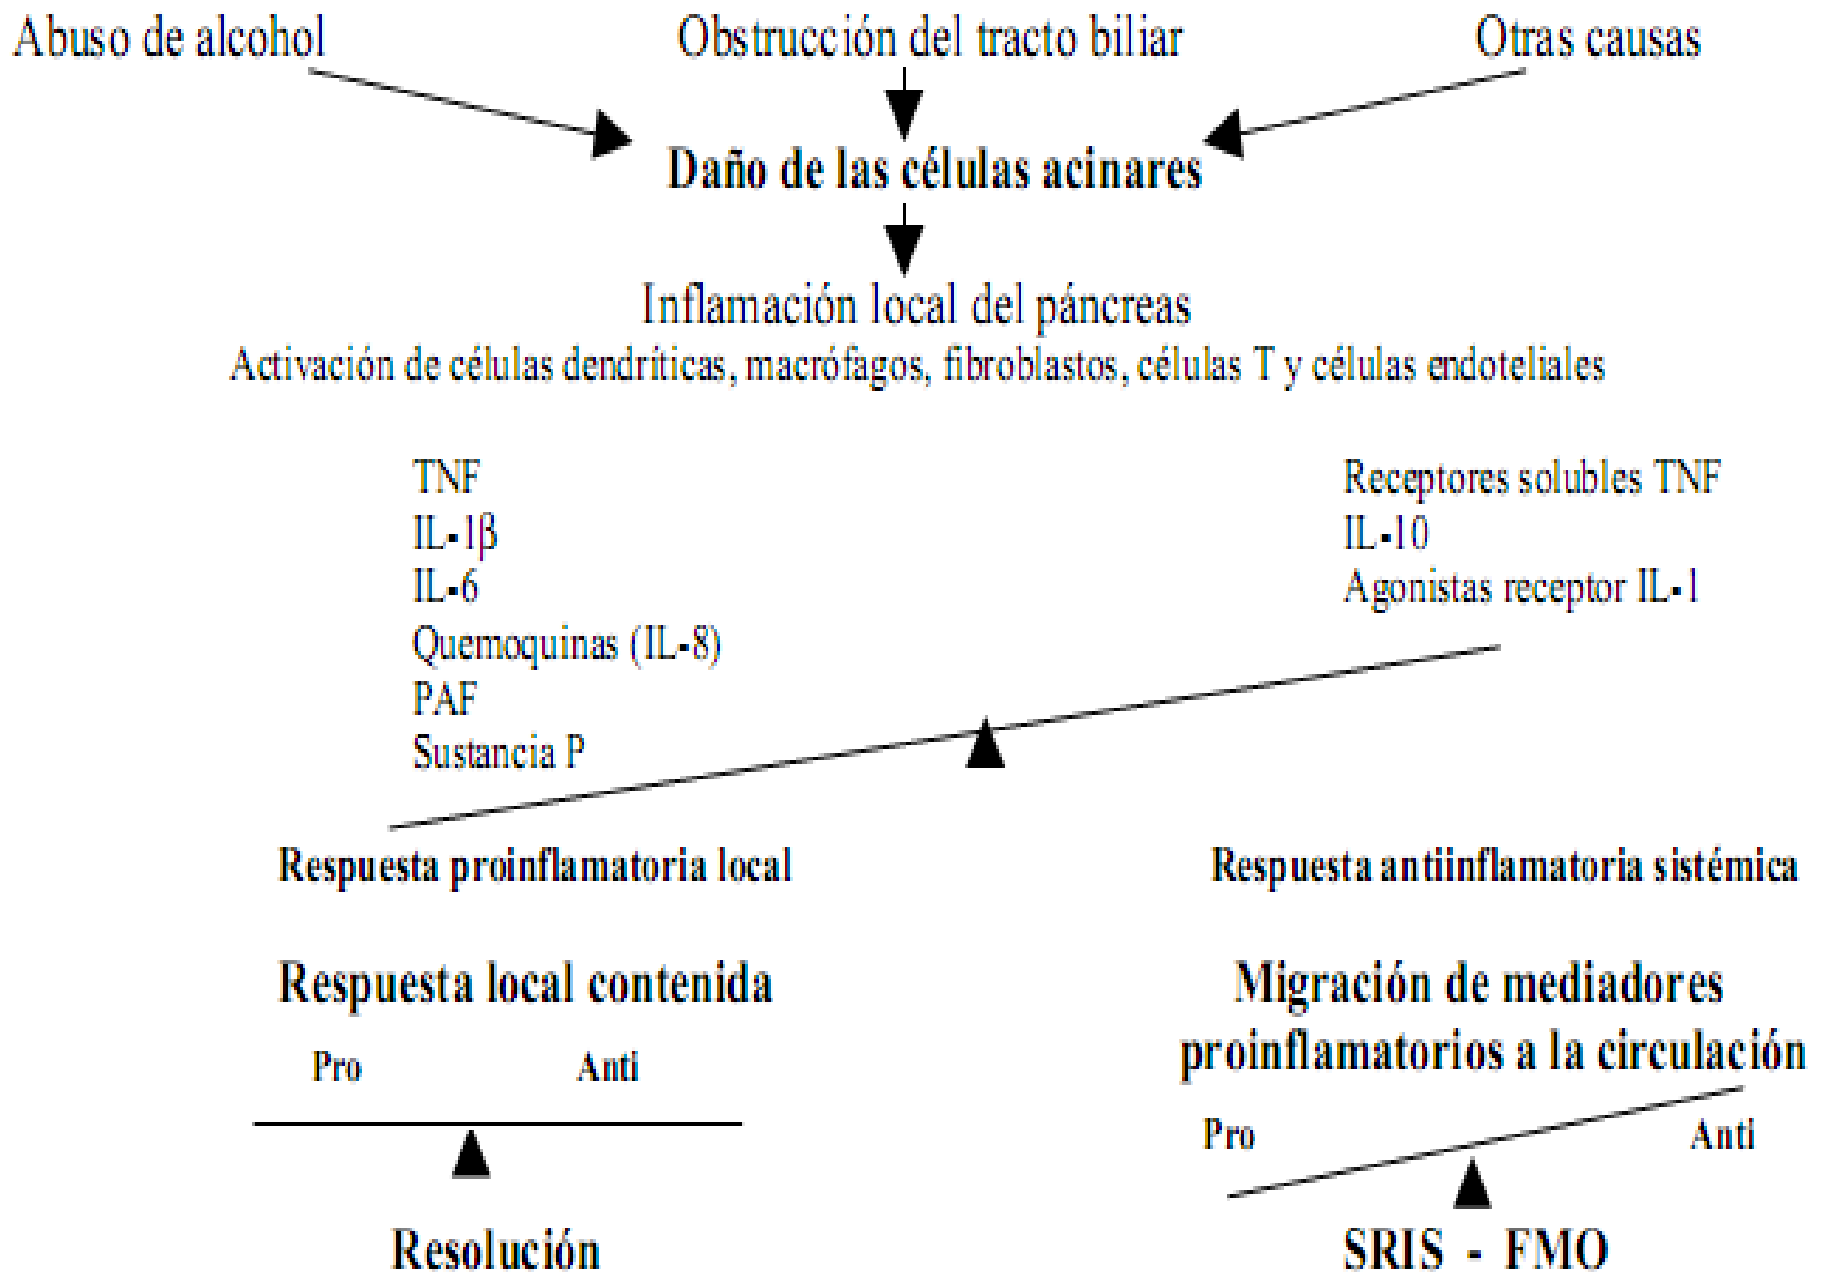 Abuso de alcohol
Obstrucción del tracto biliar
Otras causas
Daño de las células acinares
Inflamación local del páncreas
Activación de células dendríticas, macrófagos, fibroblastos, células T y células endoteliales
TNF
IL-1β
IL-6
Quemoquinas (IL-8)
PAF
Sustancia P
Receptores solubles TNF
IL-10
Agonistas receptor IL-1
Respuesta proinflamatoria local
Respuesta antiinflamatoria sistémica
Respuesta local contenida
Pro Anti
Resolución
Migración de mediadores
proinflamatorios a la circulación
Pro Anti
SRIS - FMO